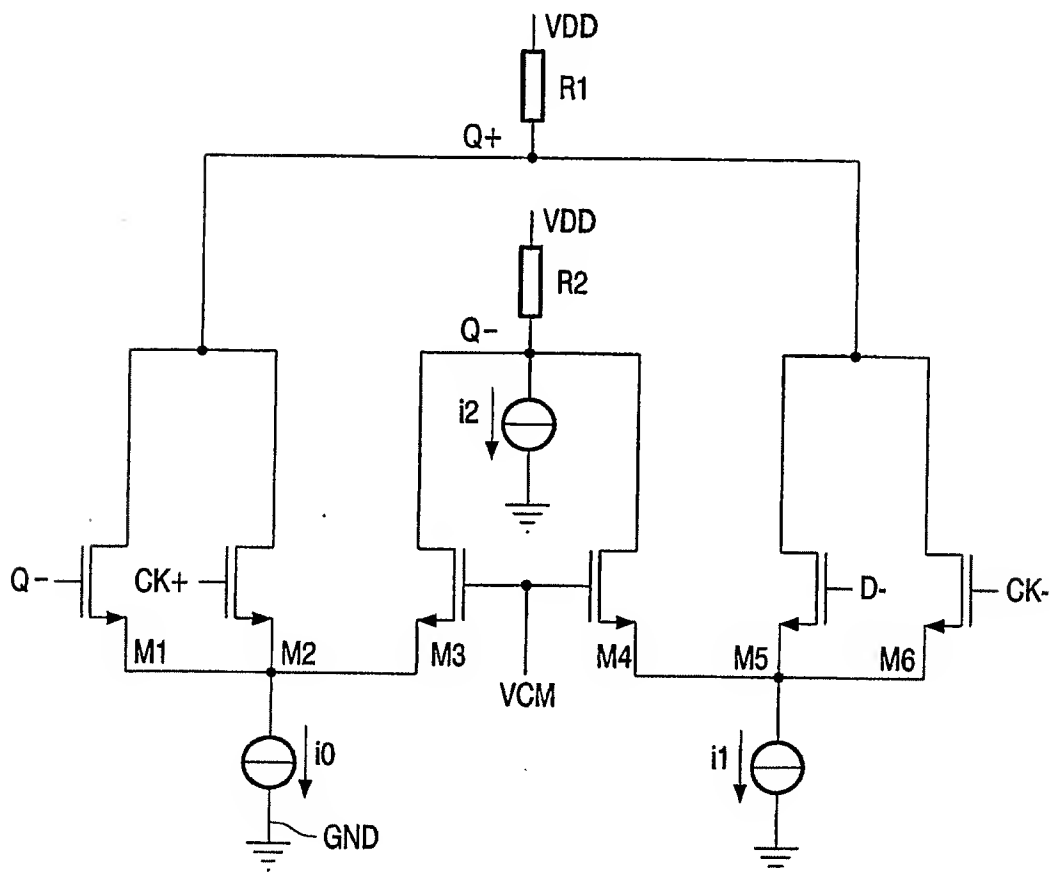 VDD
R1
Q+
VDD
R2
Q-
i2
Q-
CK+
D-
CK-
M1
M2
M3
M4
M5
M6
VCM
i0
i1
GND